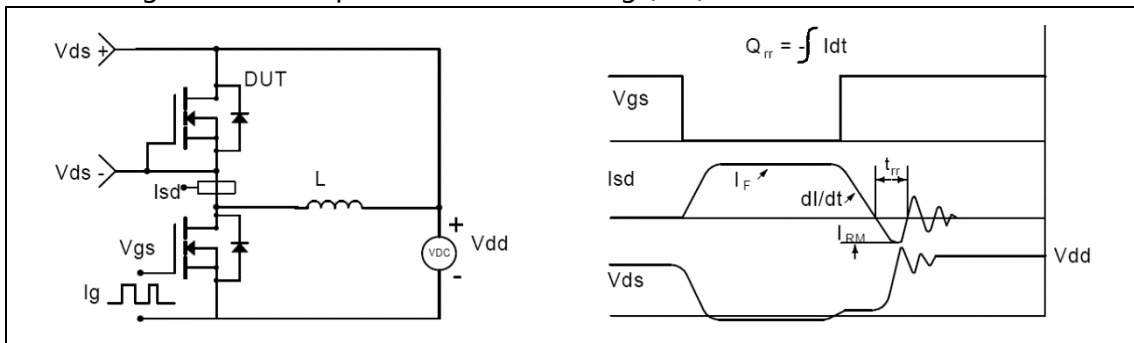 Vds +
DUT
Vds -
Isd
L
Vgs
Ig
+
VDC
-
Vdd
Qrr = -∫ Idt
Vgs
Isd
IF
dI/dt
trr
IRM
Vds
Vdd